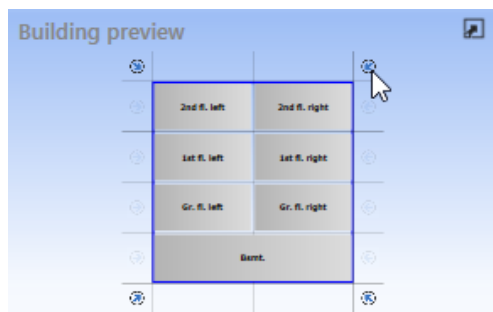 Building preview
2nd fl. left 2nd fl. right
1st fl. left 1st fl. right
Gr. fl. left Gr. fl. right
Bsmt.